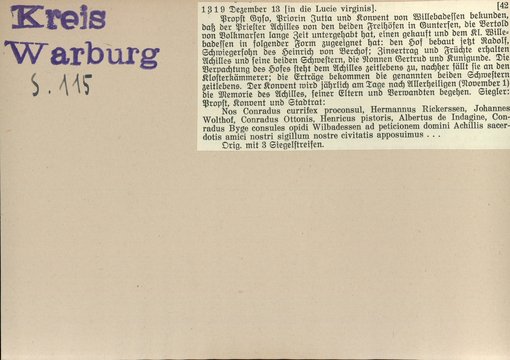 Kreis
Warburg
S. 115
1319 Dezember 13 [in die Lucie virginis]. [42
Propst Gyso, Priorin Jutta und Konvent von Willebadessen bekunden,
daß der Priester Achilles von den beiden Freihöfen in Guntersen, die Bertold
von Volkmarsen lange Zeit untergehabt hat, einen gekauft und dem Kl. Wille-
badessen in folgender Form zugeeignet hat: den Hof bebaut jetzt Radolf,
Schwiegersohn des Heinrich von Berchof; Zinsertrag und Früchte erhalten
Achilles und seine beiden Schwestern, die Nonnen Gertrud und Kunigunde. Die
Verpachtung des Hofes steht dem Achilles zeitlebens zu, nachher fällt sie an den
Klosterkämmerer; die Erträge bekommen die genannten beiden Schwestern
zeitlebens. Der Konvent wird jährlich am Tage nach Allerheiligen (November 1)
die Memorie des Achilles, seiner Eltern und Verwandten begehen. Siegler:
Propst, Konvent und Stadtrat:
Nos Conradus currifex proconsul, Hermannus Rickerssen, Johannes
Wolthof, Conradus Ottonis, Henricus pistoris, Albertus de Indagine, Con-
radus Byge consules opidi Wilbadessen ad peticionem domini Achillis sacer-
dotis amici nostri sigillum nostre civitatis apposuimus . . .
Orig. mit 3 Siegelstreifen.